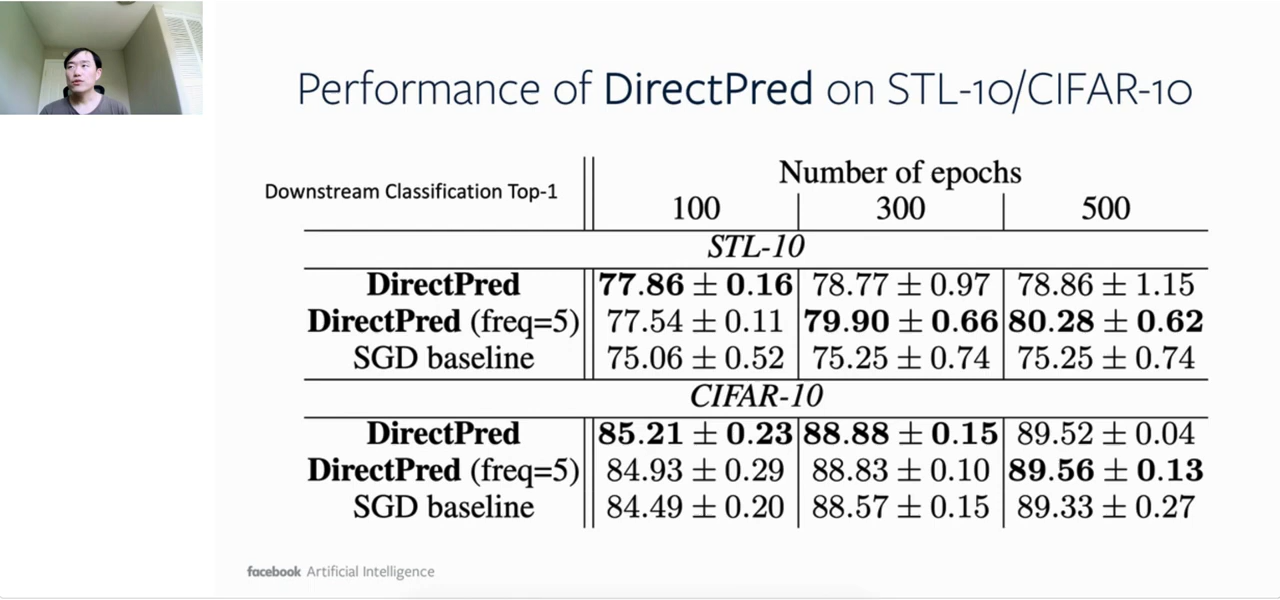 Performance of DirectPred on STL-10/CIFAR-10
Downstream Classification Top-1
Number of epochs
100 300 500
STL-10
DirectPred 77.86 ± 0.16 78.77 ± 0.97 78.86 ± 1.15
DirectPred (freq=5) 77.54 ± 0.11 79.90 ± 0.66 80.28 ± 0.62
SGD baseline 75.06 ± 0.52 75.25 ± 0.74 75.25 ± 0.74
CIFAR-10
DirectPred 85.21 ± 0.23 88.88 ± 0.15 89.52 ± 0.04
DirectPred (freq=5) 84.93 ± 0.29 88.83 ± 0.10 89.56 ± 0.13
SGD baseline 84.49 ± 0.20 88.57 ± 0.15 89.33 ± 0.27
facebook Artificial Intelligence